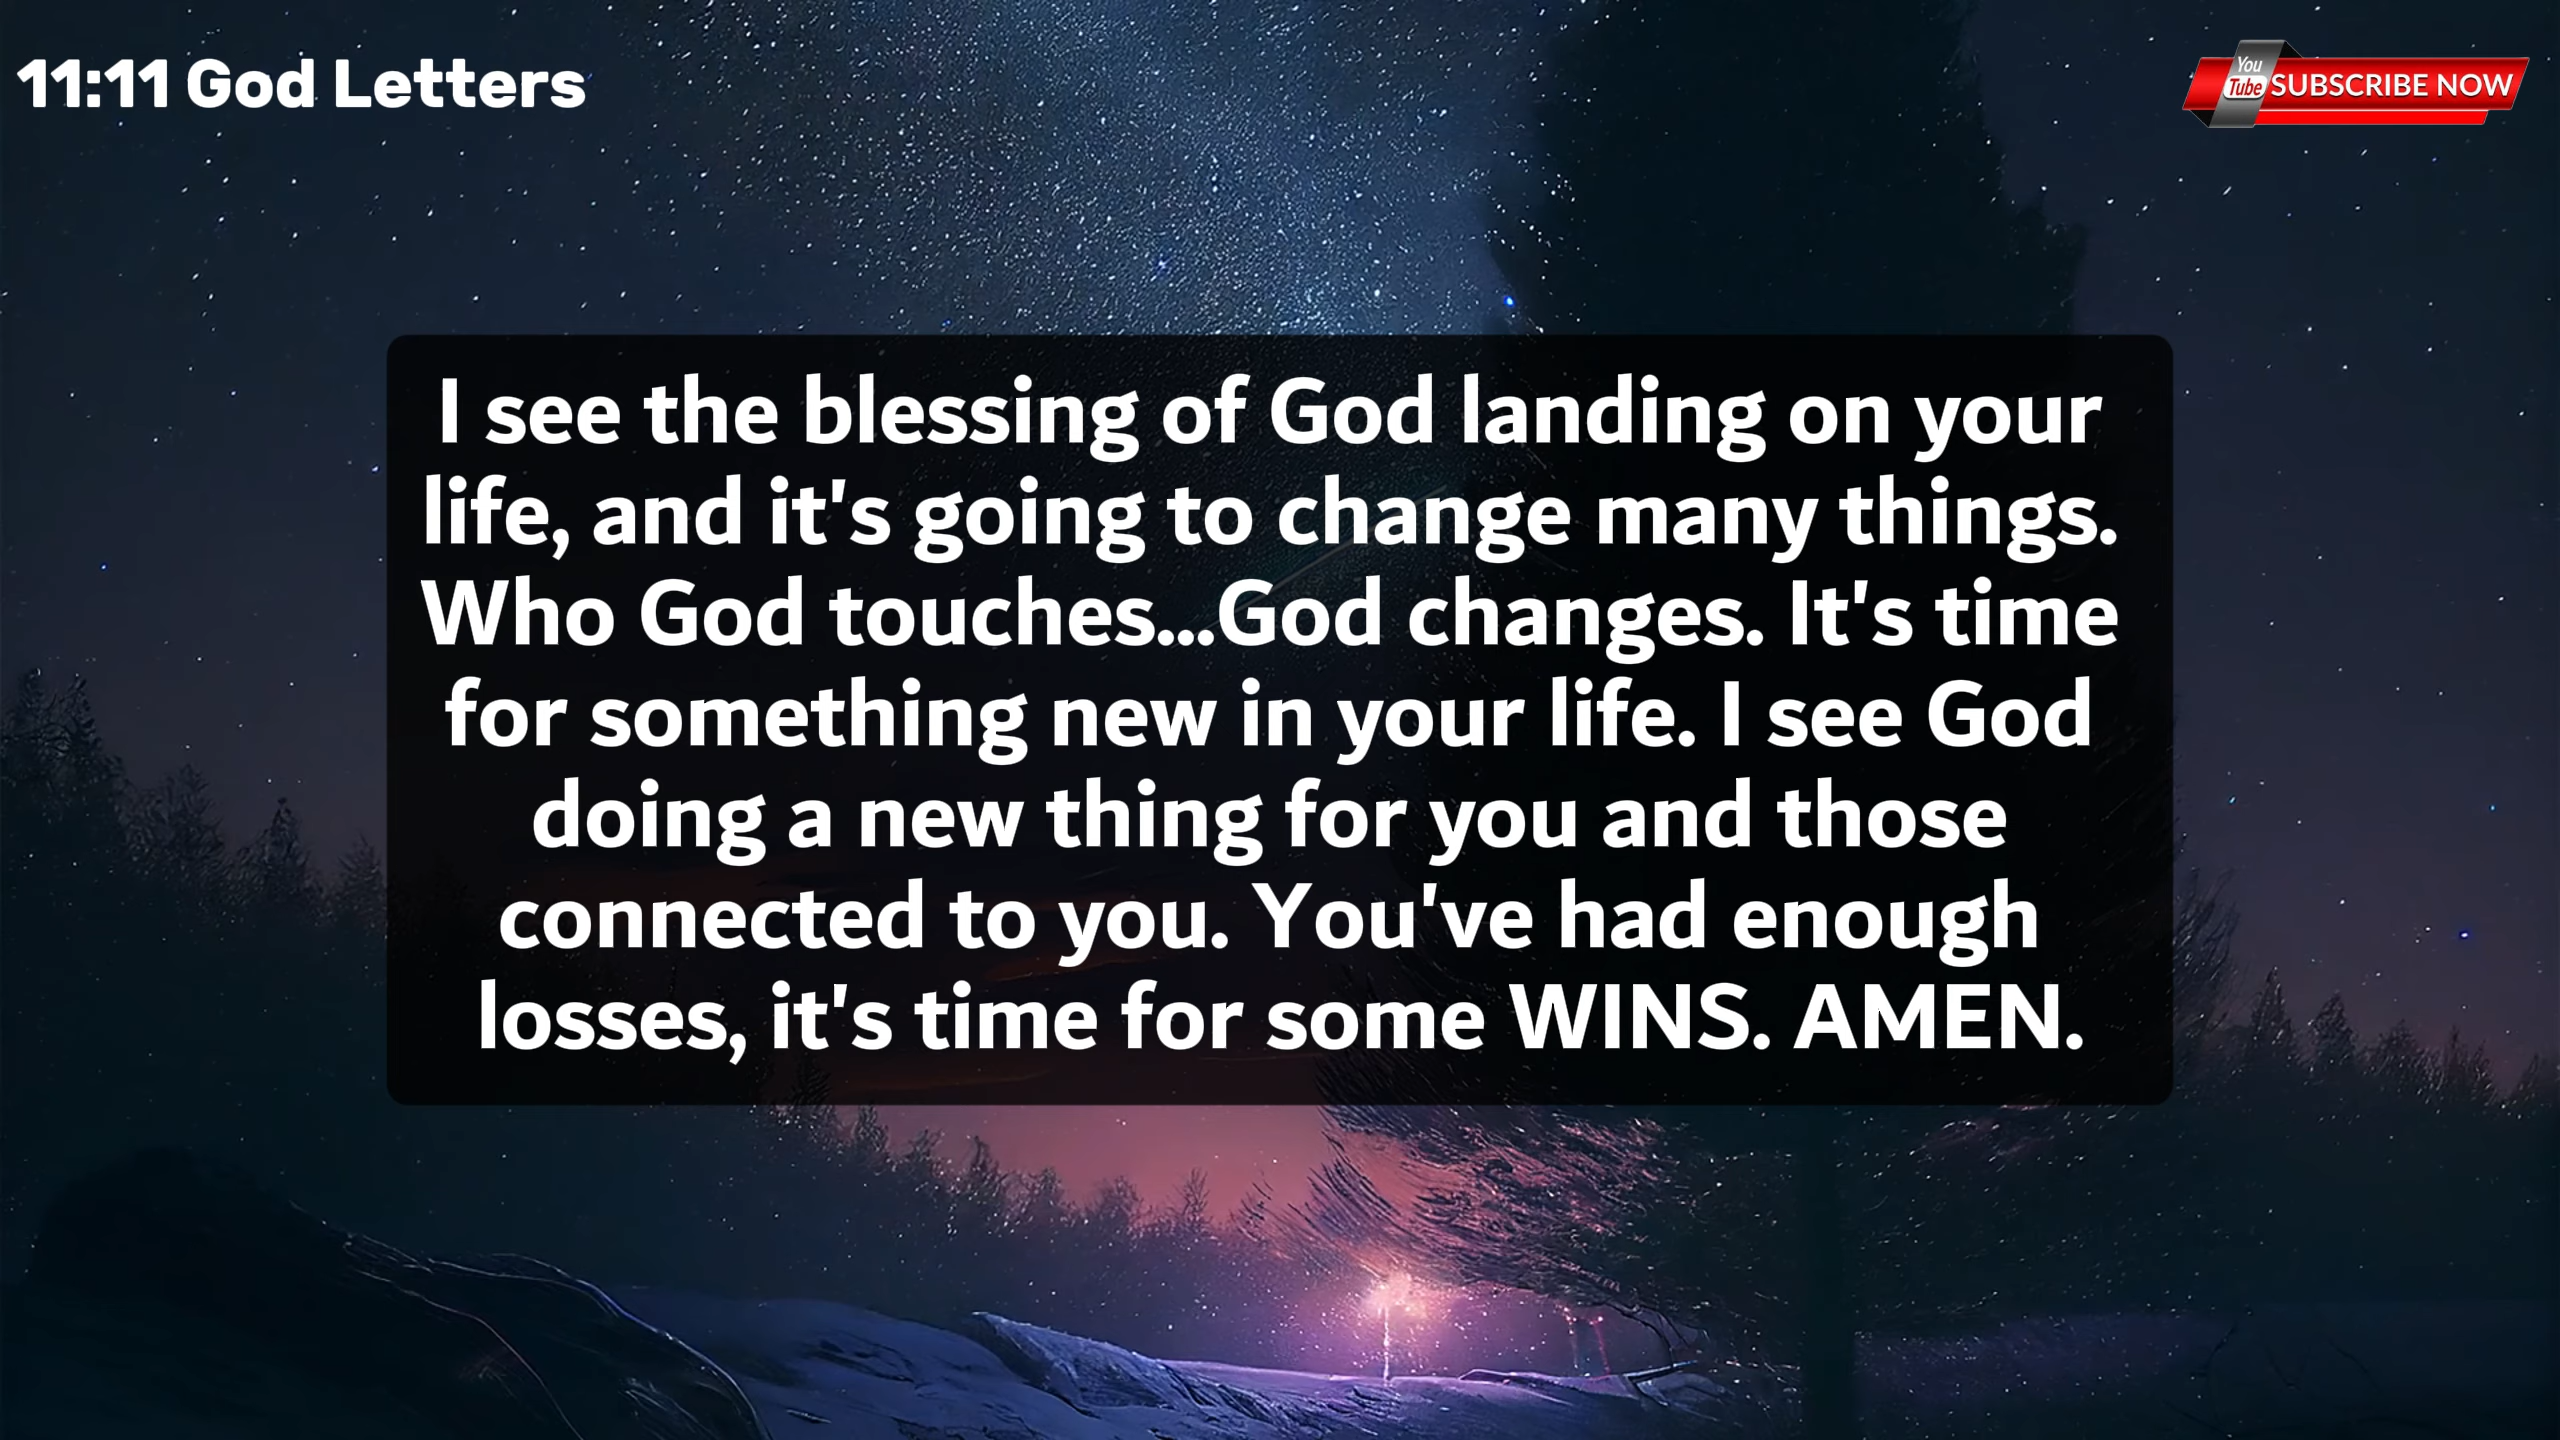 11:11 God Letters
You
Tube
SUBSCRIBE NOW
I see the blessing of God landing on your
life, and it's going to change many things.
Who God touches...God changes. It's time
for something new in your life. I see God
doing a new thing for you and those
connected to you. You've had enough
losses, it's time for some WINS. AMEN.